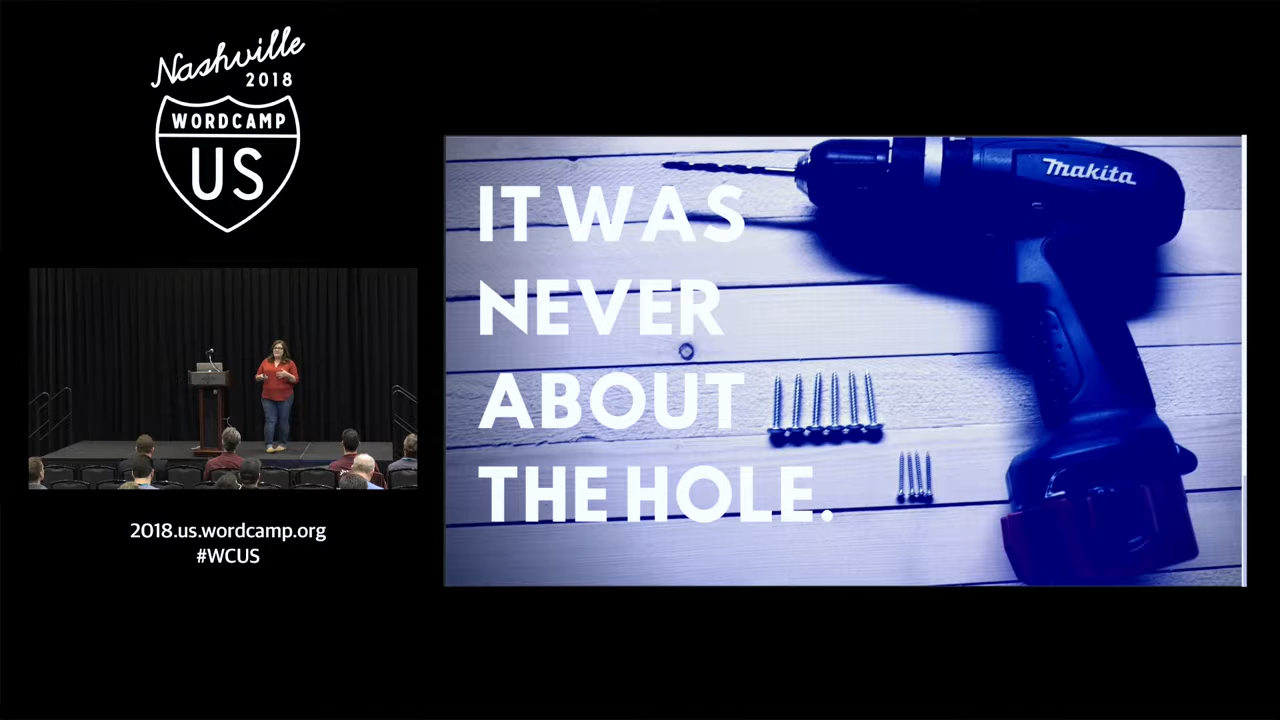 Nashville
2018
WORDCAMP
US
2018.us.wordcamp.org
#WCUS
IT WAS
NEVER
ABOUT
THE HOLE.
Makita